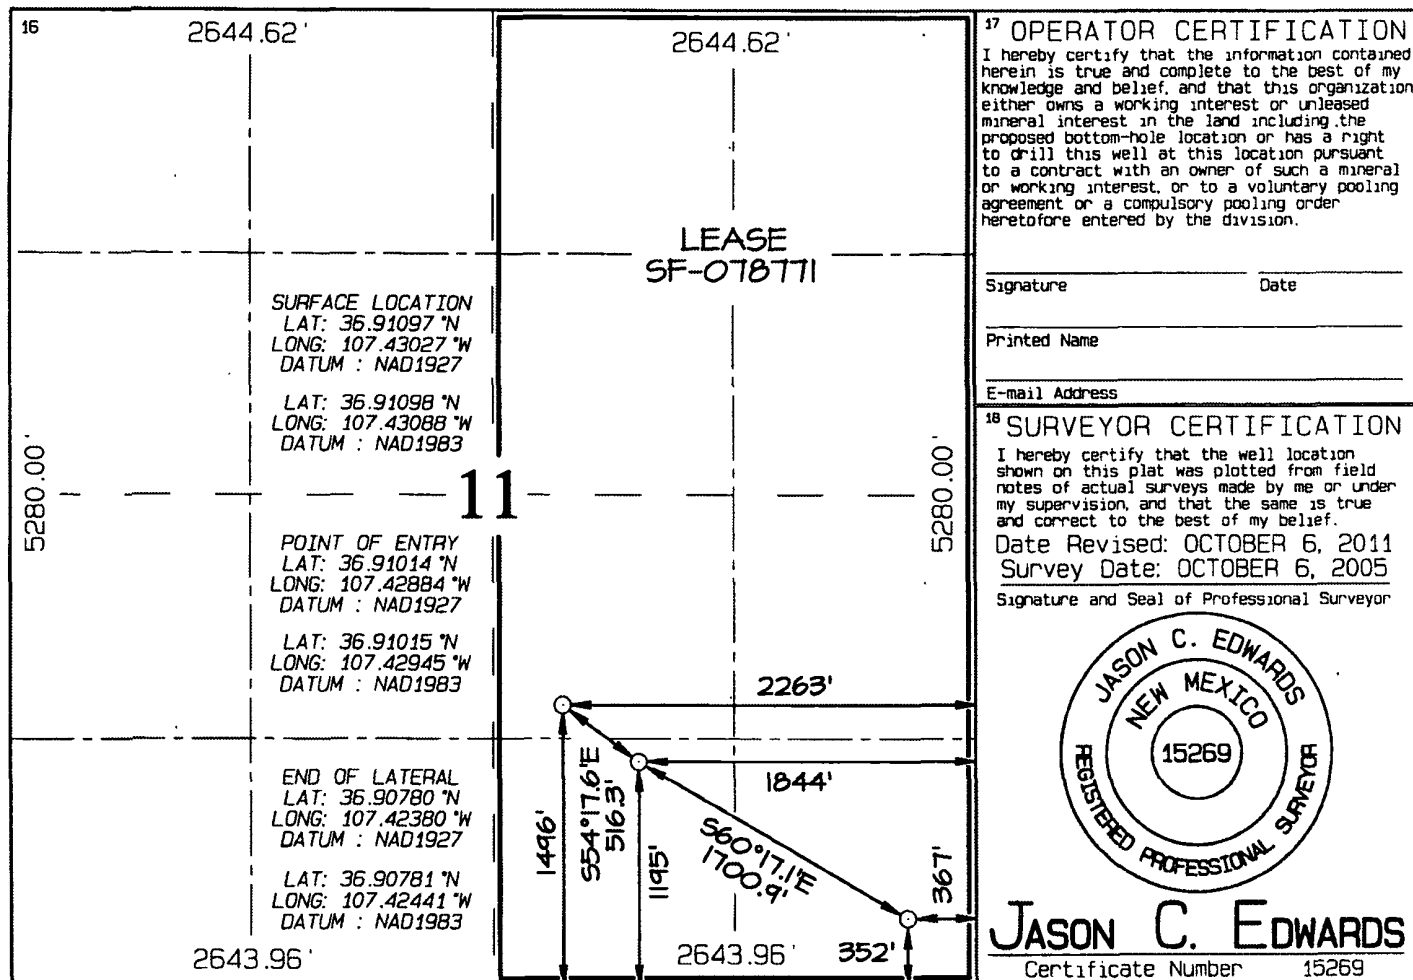 16
2644.62'
2644.62'
LEASE
SF-078771
SURFACE LOCATION
LAT: 36.91097 °N
LONG: 107.43027 °W
DATUM : NAD1927
LAT: 36.91098 °N
LONG: 107.43088 °W
DATUM : NAD1983
5280.00'
11
5280.00'
POINT OF ENTRY
LAT: 36.91014 °N
LONG: 107.42884 °W
DATUM : NAD1927
LAT: 36.91015 °N
LONG: 107.42945 °W
DATUM : NAD1983
2263'
1844'
END OF LATERAL
LAT: 36.90780 °N
LONG: 107.42380 °W
DATUM : NAD1927
LAT: 36.90781 °N
LONG: 107.42441 °W
DATUM : NAD1983
1496'
S54°17.6'E
516.3'
1195'
S60°17.1'E
1700.9'
367'
352'
2643.96'
2643.96'
17 OPERATOR CERTIFICATION
I hereby certify that the information contained
herein is true and complete to the best of my
knowledge and belief, and that this organization
either owns a working interest or unleased
mineral interest in the land including the
proposed bottom-hole location or has a right
to drill this well at this location pursuant
to a contract with an owner of such a mineral
or working interest, or to a voluntary pooling
agreement or a compulsory pooling order
heretofore entered by the division.
Signature Date
Printed Name
E-mail Address
18 SURVEYOR CERTIFICATION
I hereby certify that the well location
shown on this plat was plotted from field
notes of actual surveys made by me or under
my supervision, and that the same is true
and correct to the best of my belief.
Date Revised: OCTOBER 6, 2011
Survey Date: OCTOBER 6, 2005
Signature and Seal of Professional Surveyor
JASON C. EDWARDS
NEW MEXICO
15269
REGISTERED PROFESSIONAL SURVEYOR
JASON C. EDWARDS
Certificate Number 15269